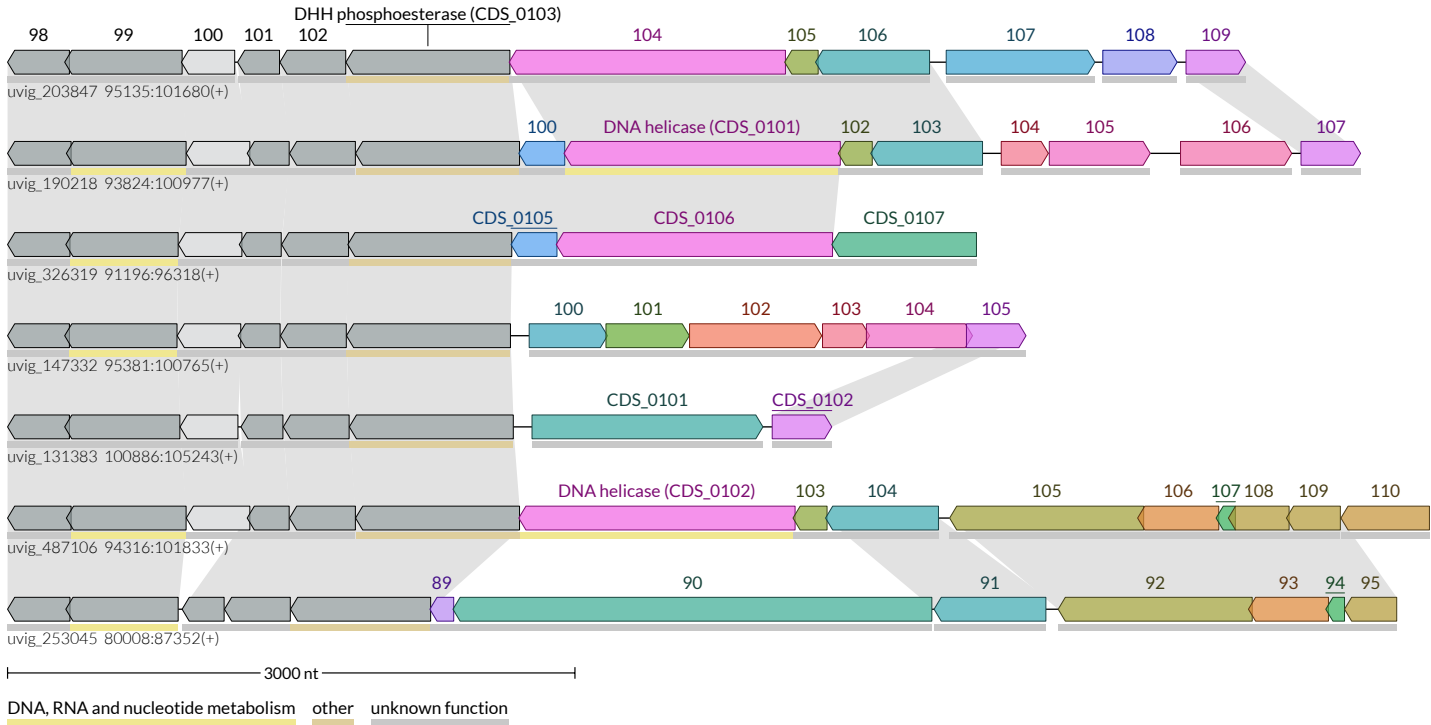 DHH phosphoesterase (CDS_0103)
98 99 100 101 102 104 105 106 107 108 109
uvig_203847 95135:101680(+)
100 DNA helicase (CDS_0101) 102 103 104 105 106 107
uvig_190218 93824:100977(+)
CDS_0105 CDS_0106 CDS_0107
uvig_326319 91196:96318(+)
100 101 102 103 104 105
uvig_147332 95381:100765(+)
CDS_0101 CDS_0102
uvig_131383 100886:105243(+)
DNA helicase (CDS_0102) 103 104 105 106 107 108 109 110
uvig_487106 94316:101833(+)
89 90 91 92 93 94 95
uvig_253045 80008:87352(+)
3000 nt
DNA, RNA and nucleotide metabolism other unknown function